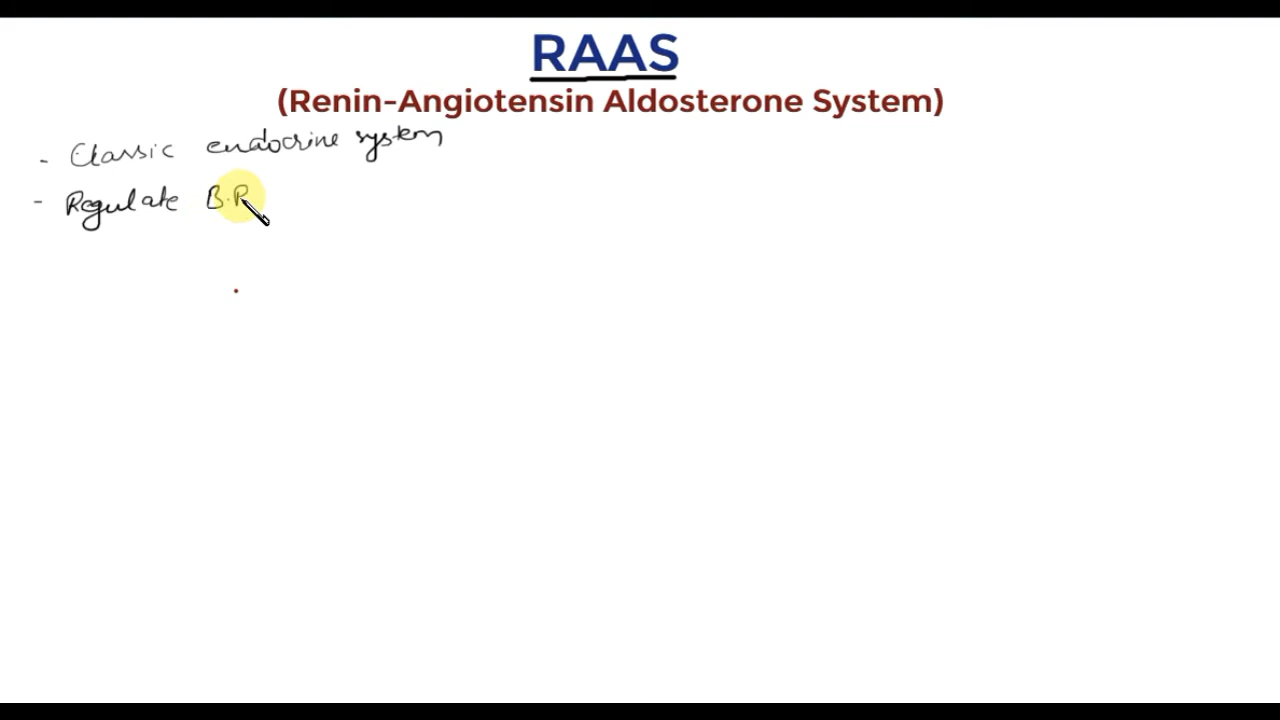 RAAS
(Renin-Angiotensin Aldosterone System)
- Classic endocrine system
- Regulate B.P